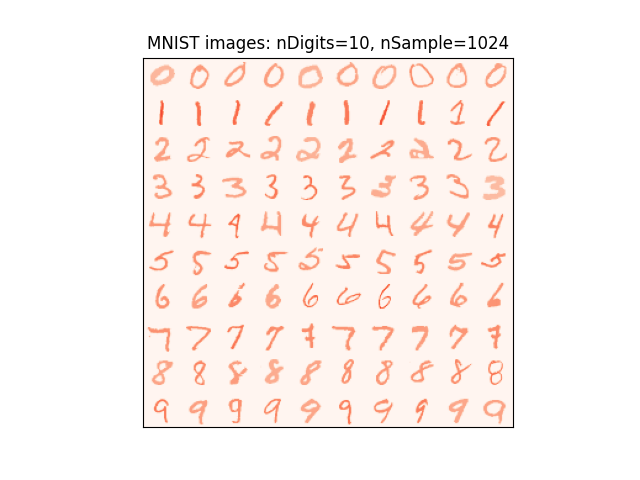 MNIST images: nDigits=10, nSample=1024
0 0 0 0 0 0 0 0 0 0
1 1 1 1 1 1 1 1 1 1
2 2 2 2 2 2 2 2 2 2
3 3 3 3 3 3 3 3 3 3
4 4 4 4 4 4 4 4 4 4
5 5 5 5 5 5 5 5 5 5
6 6 6 6 6 6 6 6 6 6
7 7 7 7 7 7 7 7 7 7
8 8 8 8 8 8 8 8 8 8
9 9 9 9 9 9 9 9 9 9